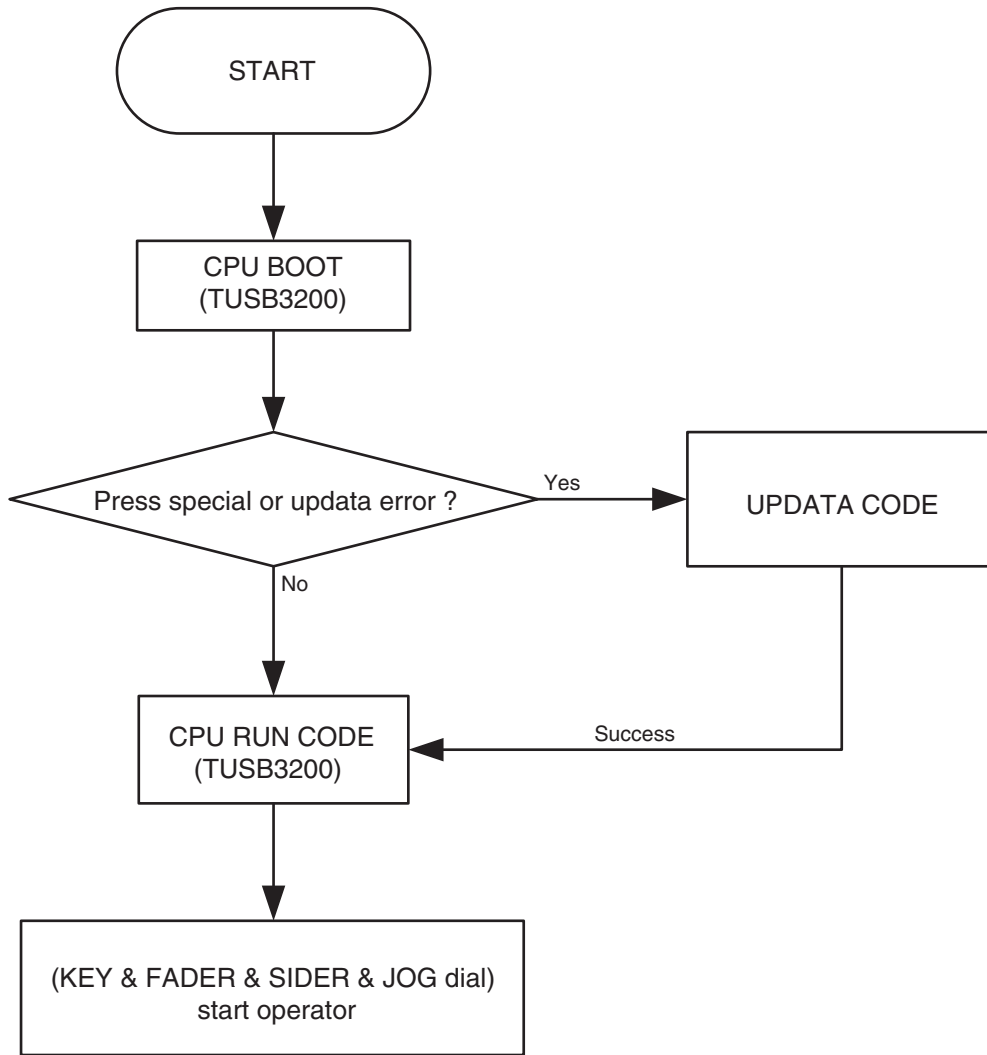 START
CPU BOOT
(TUSB3200)
Press special or updata error ?
Yes
UPDATA CODE
No
CPU RUN CODE
(TUSB3200)
Success
(KEY & FADER & SIDER & JOG dial)
start operator